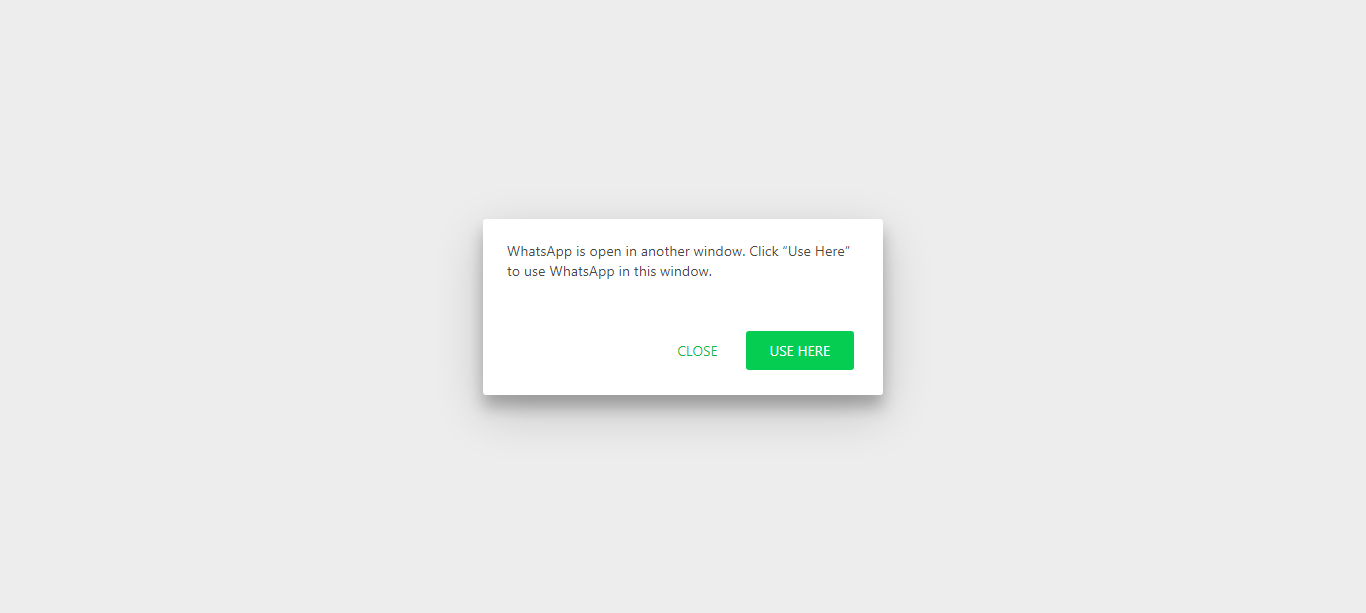 WhatsApp is open in another window. Click “Use Here”
to use WhatsApp in this window.
CLOSE
USE HERE